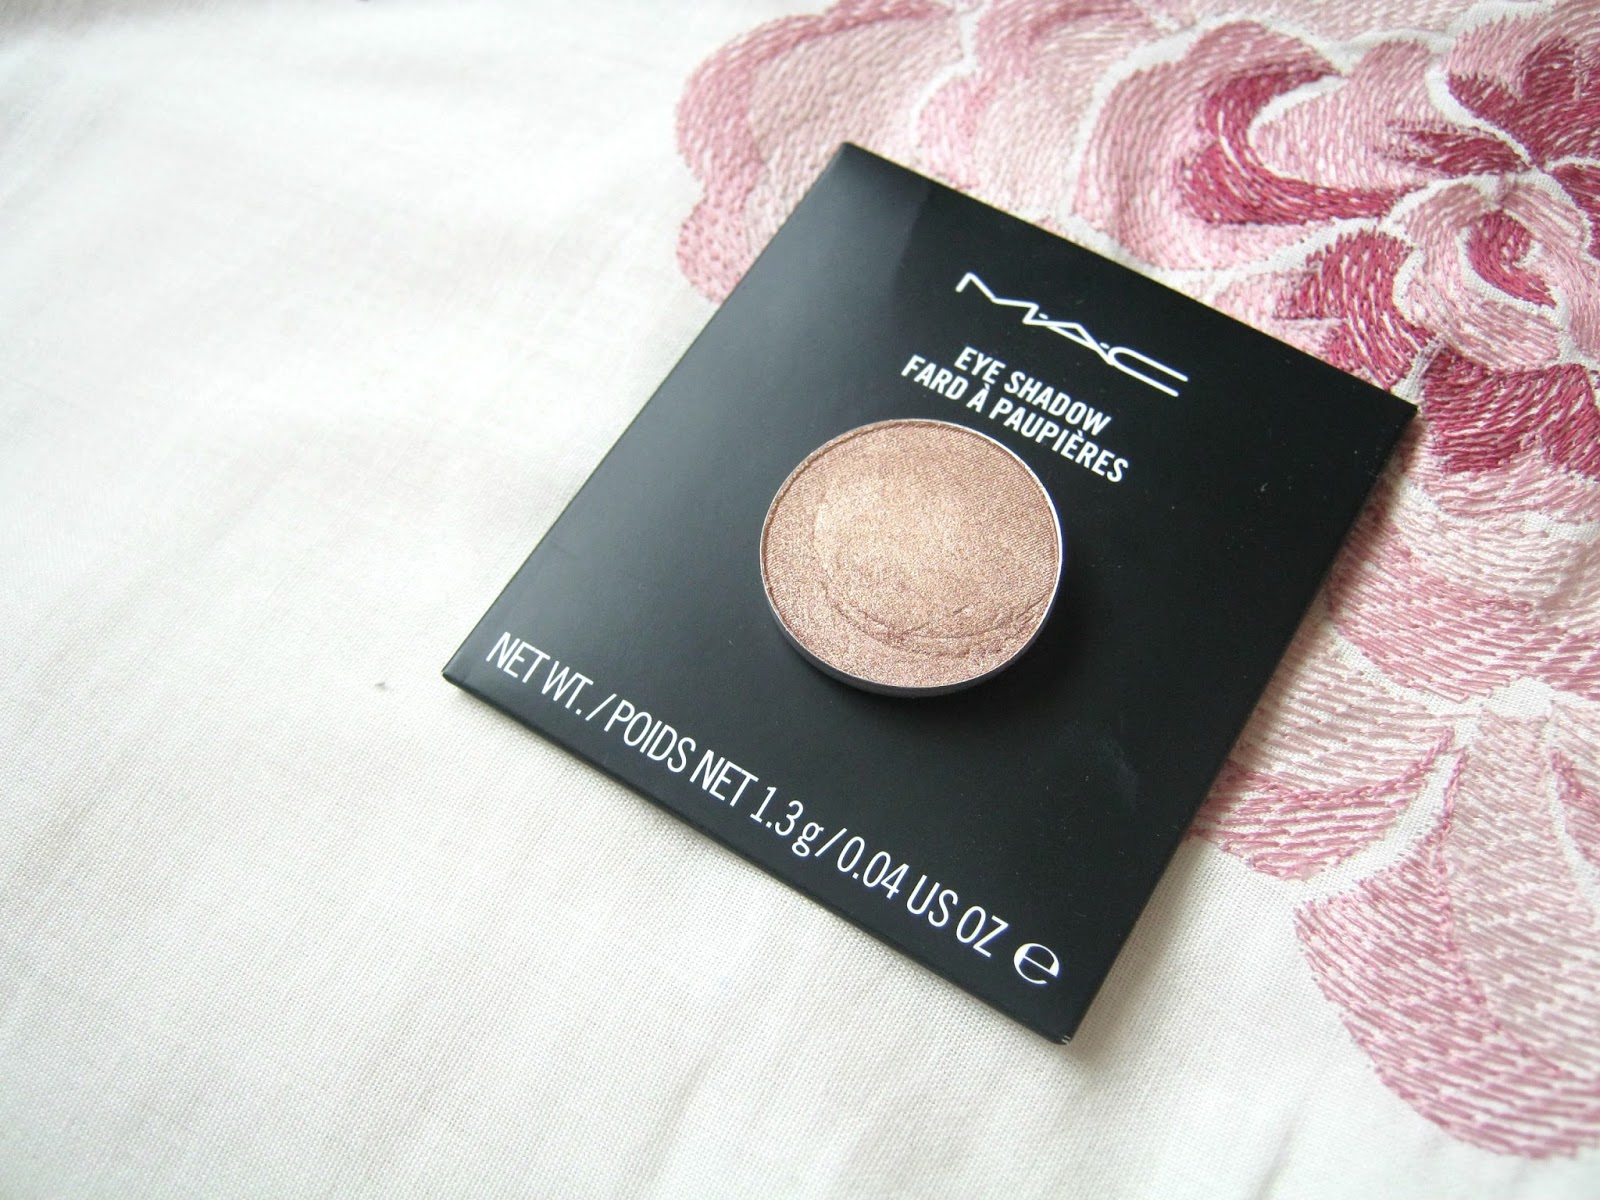 M·A·C
EYE SHADOW
FARD À PAUPIÈRES
NET WT. / POIDS NET 1.3 g / 0.04 US OZ ℮